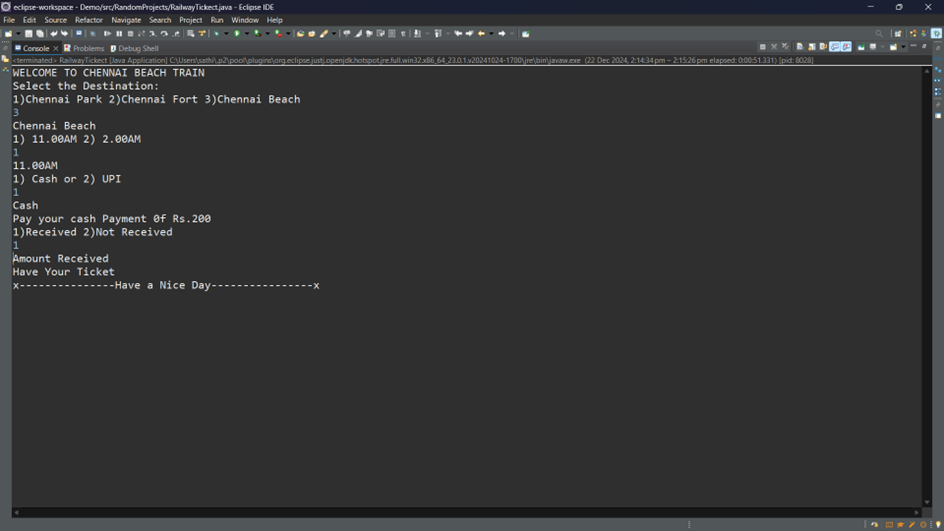 eclipse-workspace - Demo/src/RandomProjects/RailwayTickect.java - Eclipse IDE
File Edit Source Refactor Navigate Search Project Run Window Help
Console Problems Debug Shell
<terminated> RailwayTickect [Java Application] C:\Users\sathi\.p2\pool\plugins\org.eclipse.justj.openjdk.hotspot.jre.full.win32.x86_64_23.0.1.v20241024-1700\jre\bin\javaw.exe (22 Dec 2024, 2:14:34 pm – 2:15:26 pm elapsed: 0:00:51.331) [pid: 8028]
WELCOME TO CHENNAI BEACH TRAIN
Select the Destination:
1)Chennai Park 2)Chennai Fort 3)Chennai Beach
3
Chennai Beach
1) 11.00AM 2) 2.00AM
1
11.00AM
1) Cash or 2) UPI
1
Cash
Pay your cash Payment 0f Rs.200
1)Received 2)Not Received
1
Amount Received
Have Your Ticket
x---------------Have a Nice Day----------------x